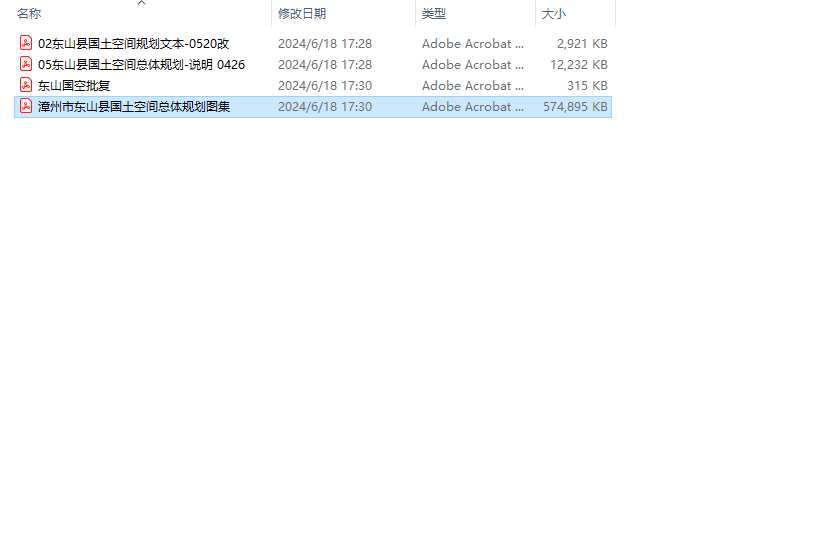 名称 修改日期 类型 大小
02东山县国土空间规划文本-0520改 2024/6/18 17:28 Adobe Acrobat ... 2,921 KB
05东山县国土空间总体规划-说明 0426 2024/6/18 17:28 Adobe Acrobat ... 12,232 KB
东山国空批复 2024/6/18 17:30 Adobe Acrobat ... 315 KB
漳州市东山县国土空间总体规划图集 2024/6/18 17:30 Adobe Acrobat ... 574,895 KB